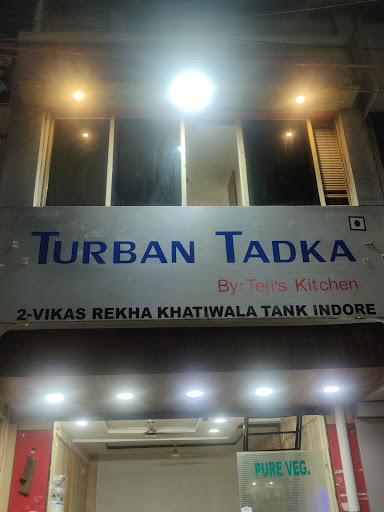 TURBAN TADKA
By: Teji's Kitchen
2-VIKAS REKHA KHATIWALA TANK INDORE
PURE VEG.